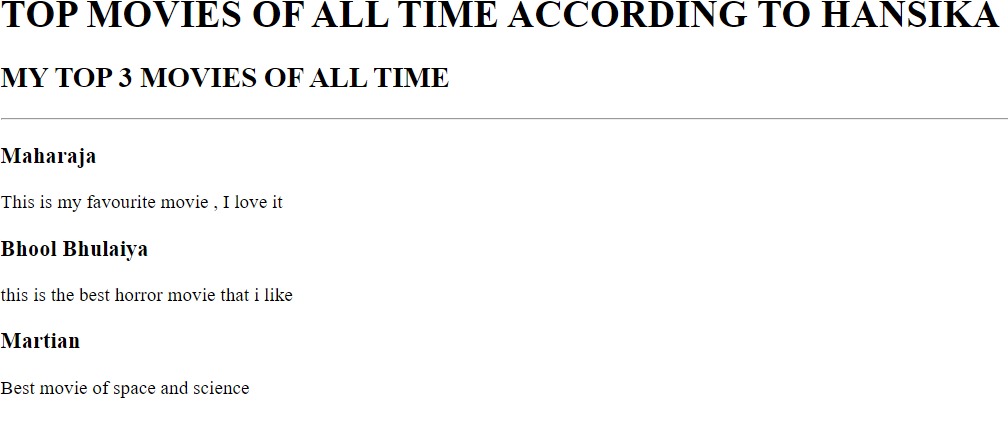 TOP MOVIES OF ALL TIME ACCORDING TO HANSIKA
MY TOP 3 MOVIES OF ALL TIME
Maharaja
This is my favourite movie , I love it
Bhool Bhulaiya
this is the best horror movie that i like
Martian
Best movie of space and science